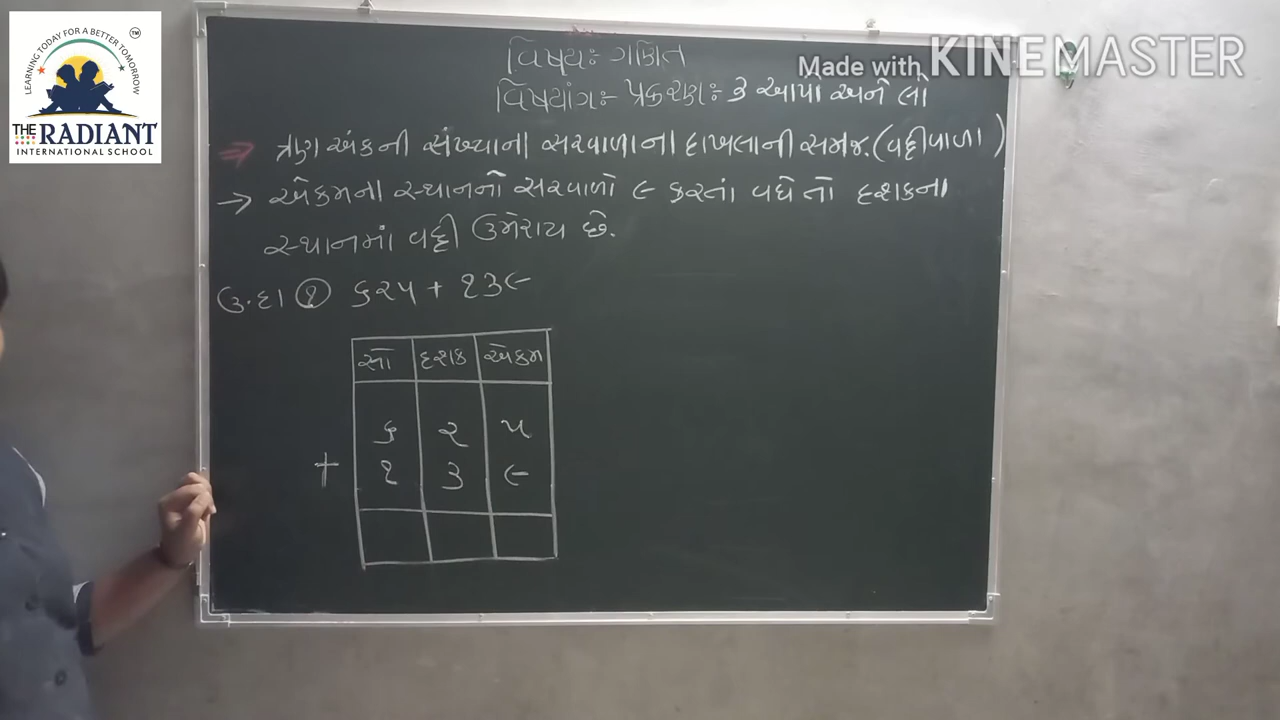 LEARNING TODAY FOR A BETTER TOMORROW
TM
THE RADIANT
INTERNATIONAL SCHOOL
Made with KINEMASTER
વિષય:- ગણિત
વિષયાંગ:- પ્રકરણ:- ૩ આપો અને લો
⇒ ત્રણ અંકની સંખ્યાના સરવાળાના દાખલાની સમજ. (વદ્દીવાળા)
→ એકમના સ્થાનનો સરવાળો ૯ કરતાં વધે તો દશકના
સ્થાનમાં વદ્દી ઉમેરાય છે.
ઉ.દા ① ૬૨૫ + ૧૩૯
સો દશક એકમ
૬ ૨ ૫
+ ૧ ૩ ૯